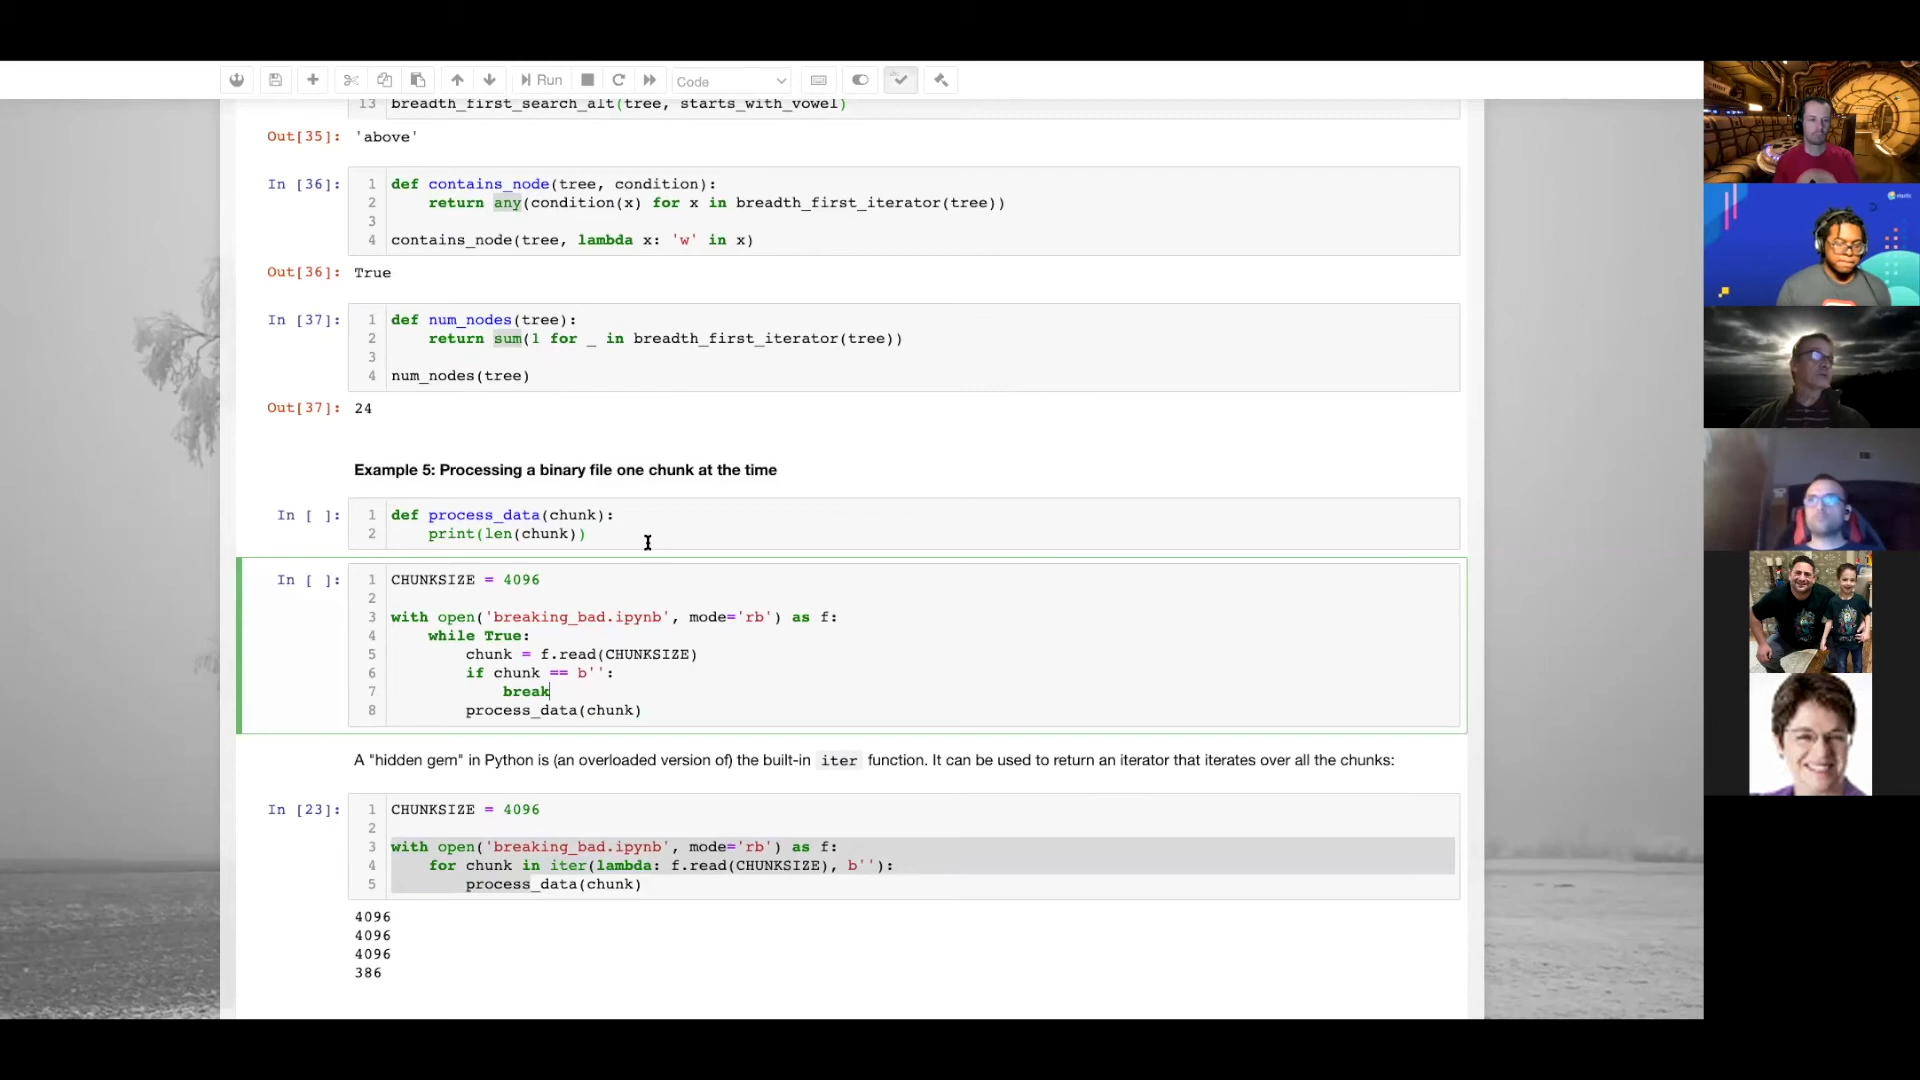 Run
Code
13 breadth_first_search_alt(tree, starts_with_vowel)
Out[35]: 'above'
In [36]: 1 def contains_node(tree, condition):
2 return any(condition(x) for x in breadth_first_iterator(tree))
3
4 contains_node(tree, lambda x: 'w' in x)
Out[36]: True
In [37]: 1 def num_nodes(tree):
2 return sum(1 for _ in breadth_first_iterator(tree))
3
4 num_nodes(tree)
Out[37]: 24
Example 5: Processing a binary file one chunk at the time
In [ ]: 1 def process_data(chunk):
2 print(len(chunk))
In [ ]: 1 CHUNKSIZE = 4096
2
3 with open('breaking_bad.ipynb', mode='rb') as f:
4 while True:
5 chunk = f.read(CHUNKSIZE)
6 if chunk == b'':
7 break
8 process_data(chunk)
A "hidden gem" in Python is (an overloaded version of) the built-in iter function. It can be used to return an iterator that iterates over all the chunks:
In [23]: 1 CHUNKSIZE = 4096
2
3 with open('breaking_bad.ipynb', mode='rb') as f:
4 for chunk in iter(lambda: f.read(CHUNKSIZE), b''):
5 process_data(chunk)
4096
4096
4096
386
elastic